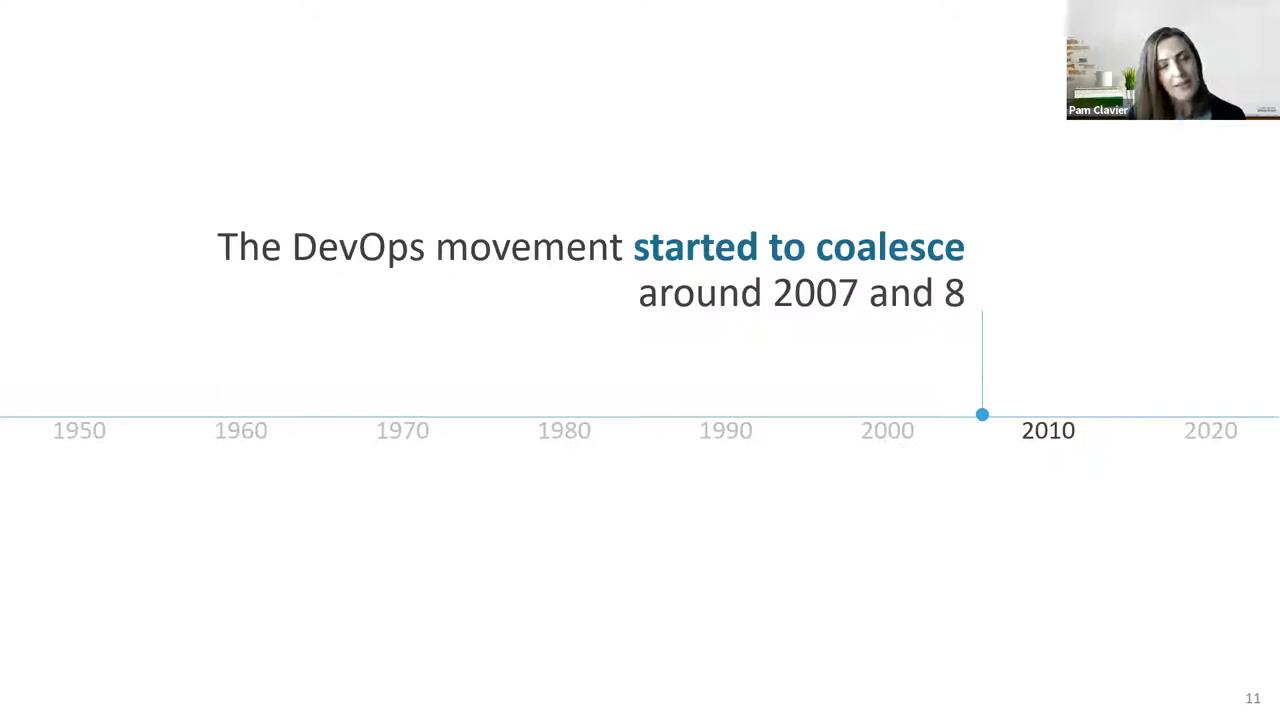 Pam Clavier
The DevOps movement started to coalesce
around 2007 and 8
1950 1960 1970 1980 1990 2000 2010 2020
11